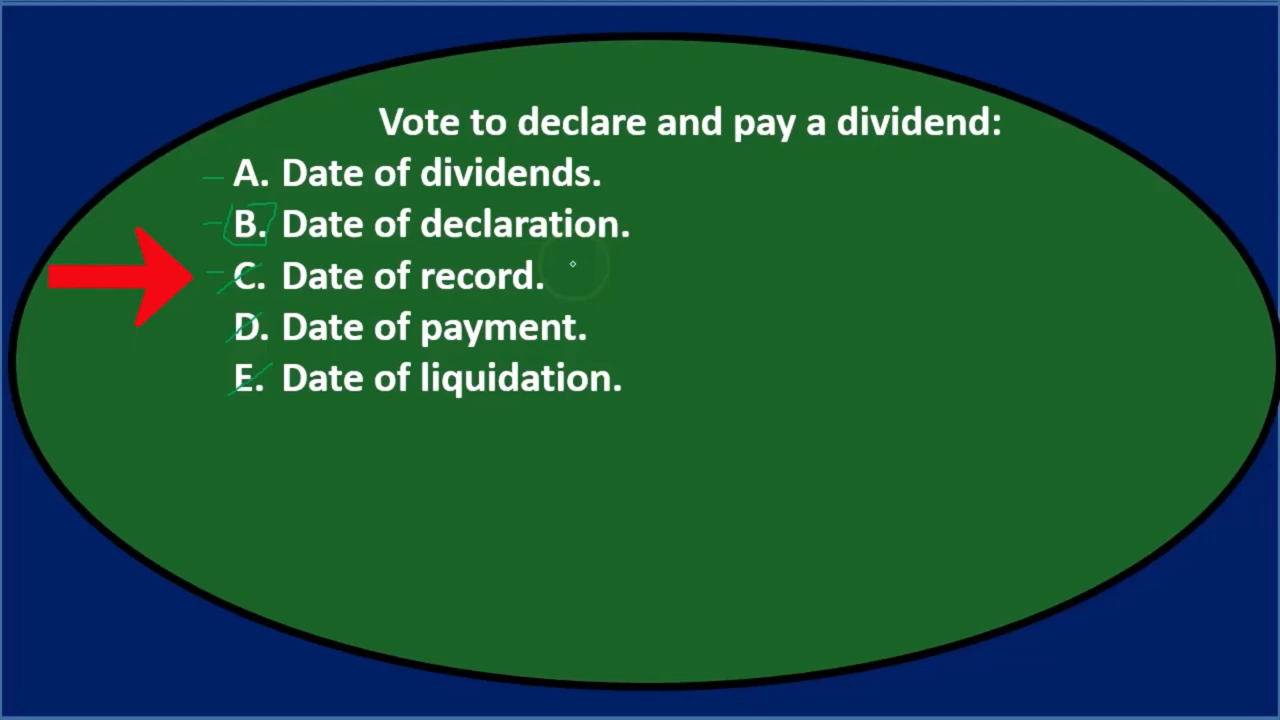 Vote to declare and pay a dividend:
A. Date of dividends.
B. Date of declaration.
C. Date of record.
D. Date of payment.
E. Date of liquidation.